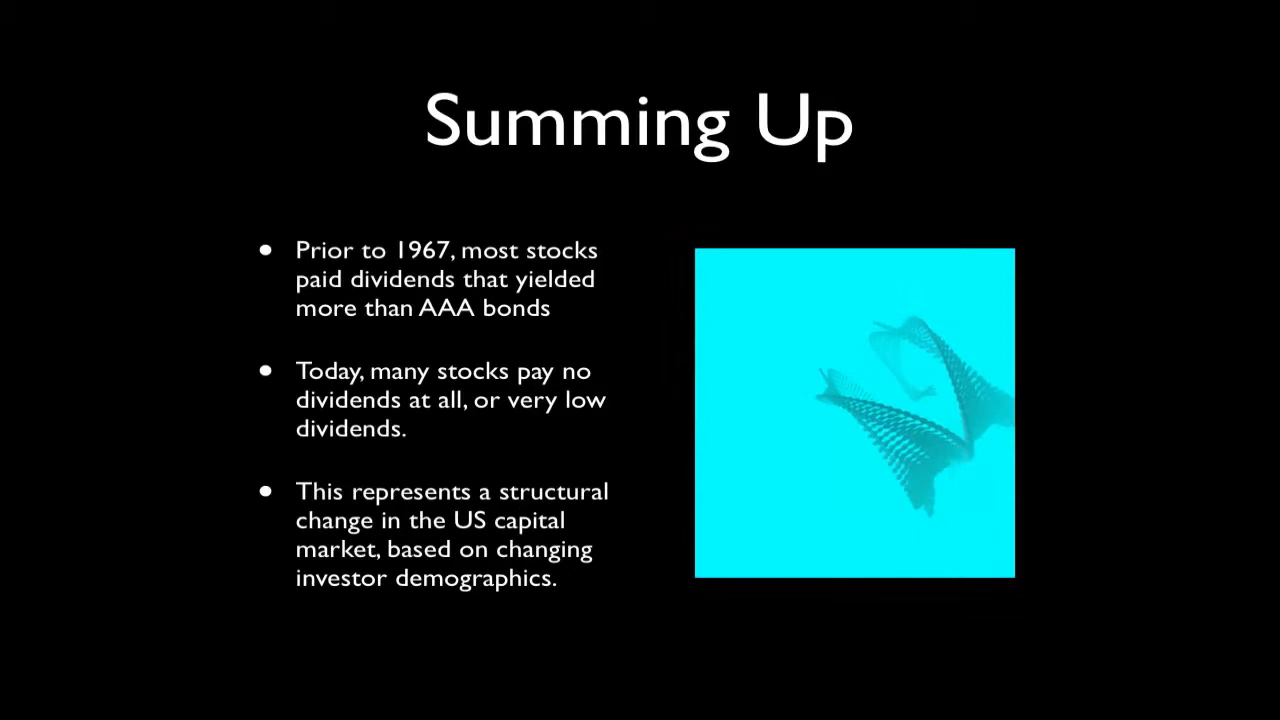 Summing Up
• Prior to 1967, most stocks
paid dividends that yielded
more than AAA bonds
• Today, many stocks pay no
dividends at all, or very low
dividends.
• This represents a structural
change in the US capital
market, based on changing
investor demographics.